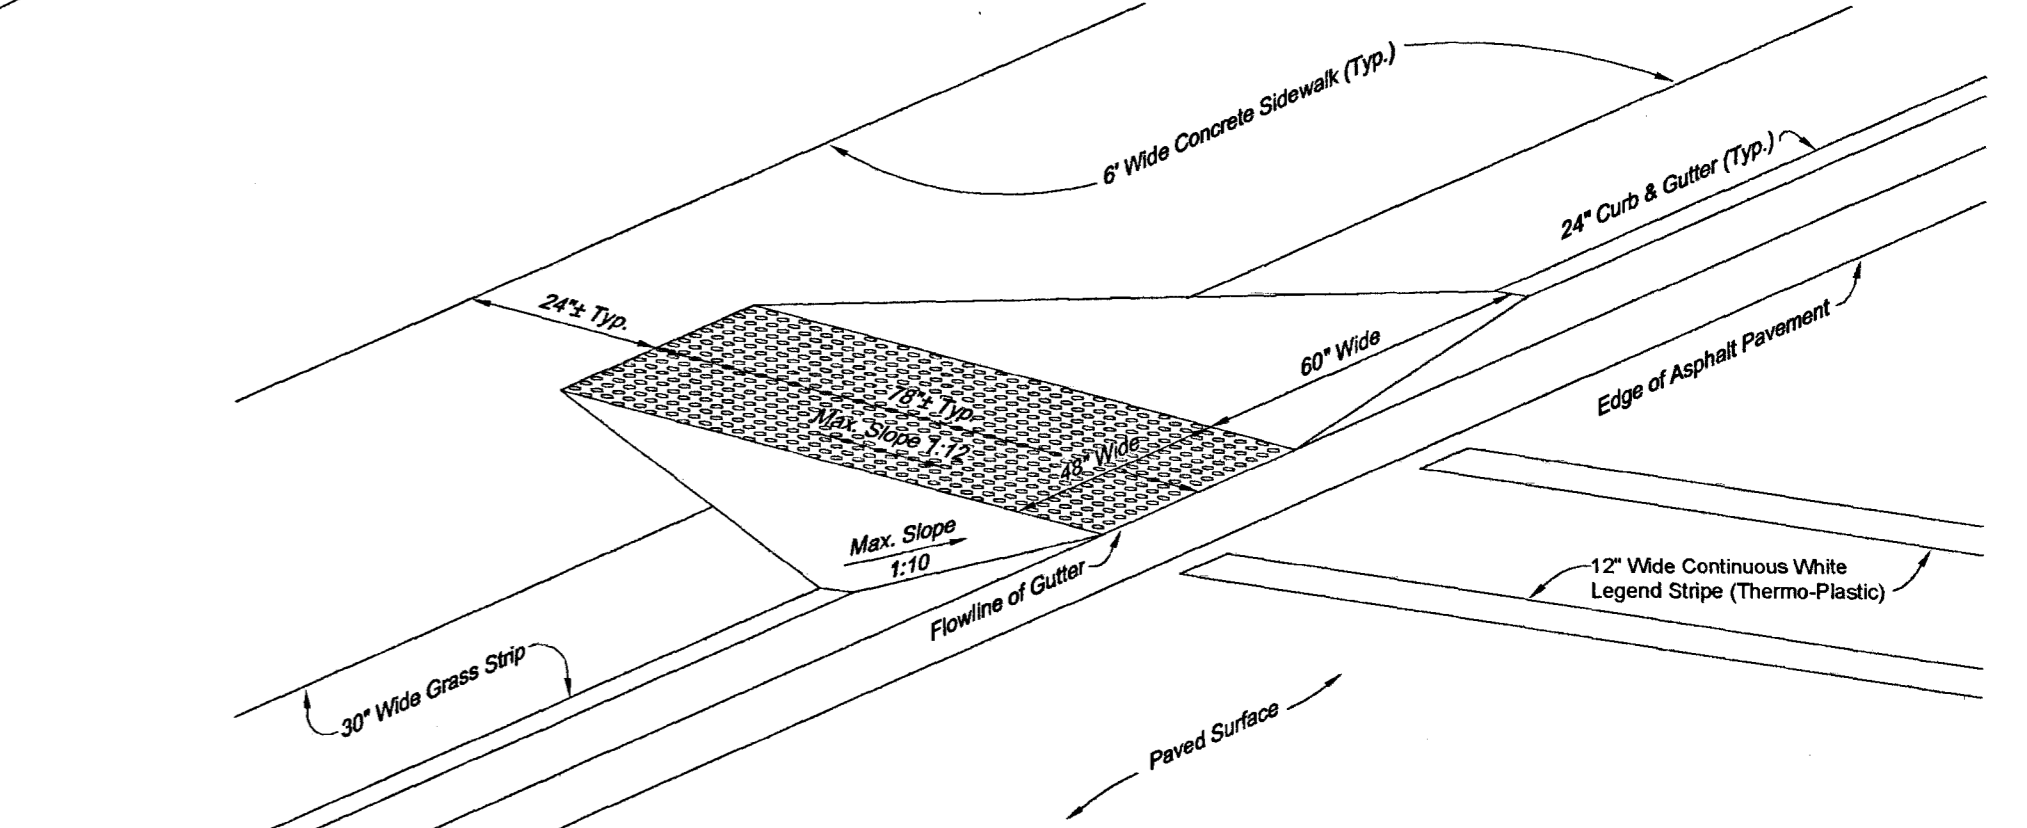 6' Wide Concrete Sidewalk (Typ.)
24" Curb & Gutter (Typ.)
24"± Typ.
60" Wide
Edge of Asphalt Pavement
78"± Typ.
Max. Slope 1:12
48" Wide
Max. Slope
1:10
Flowline of Gutter
12" Wide Continuous White
Legend Stripe (Thermo-Plastic)
30" Wide Grass Strip
Paved Surface